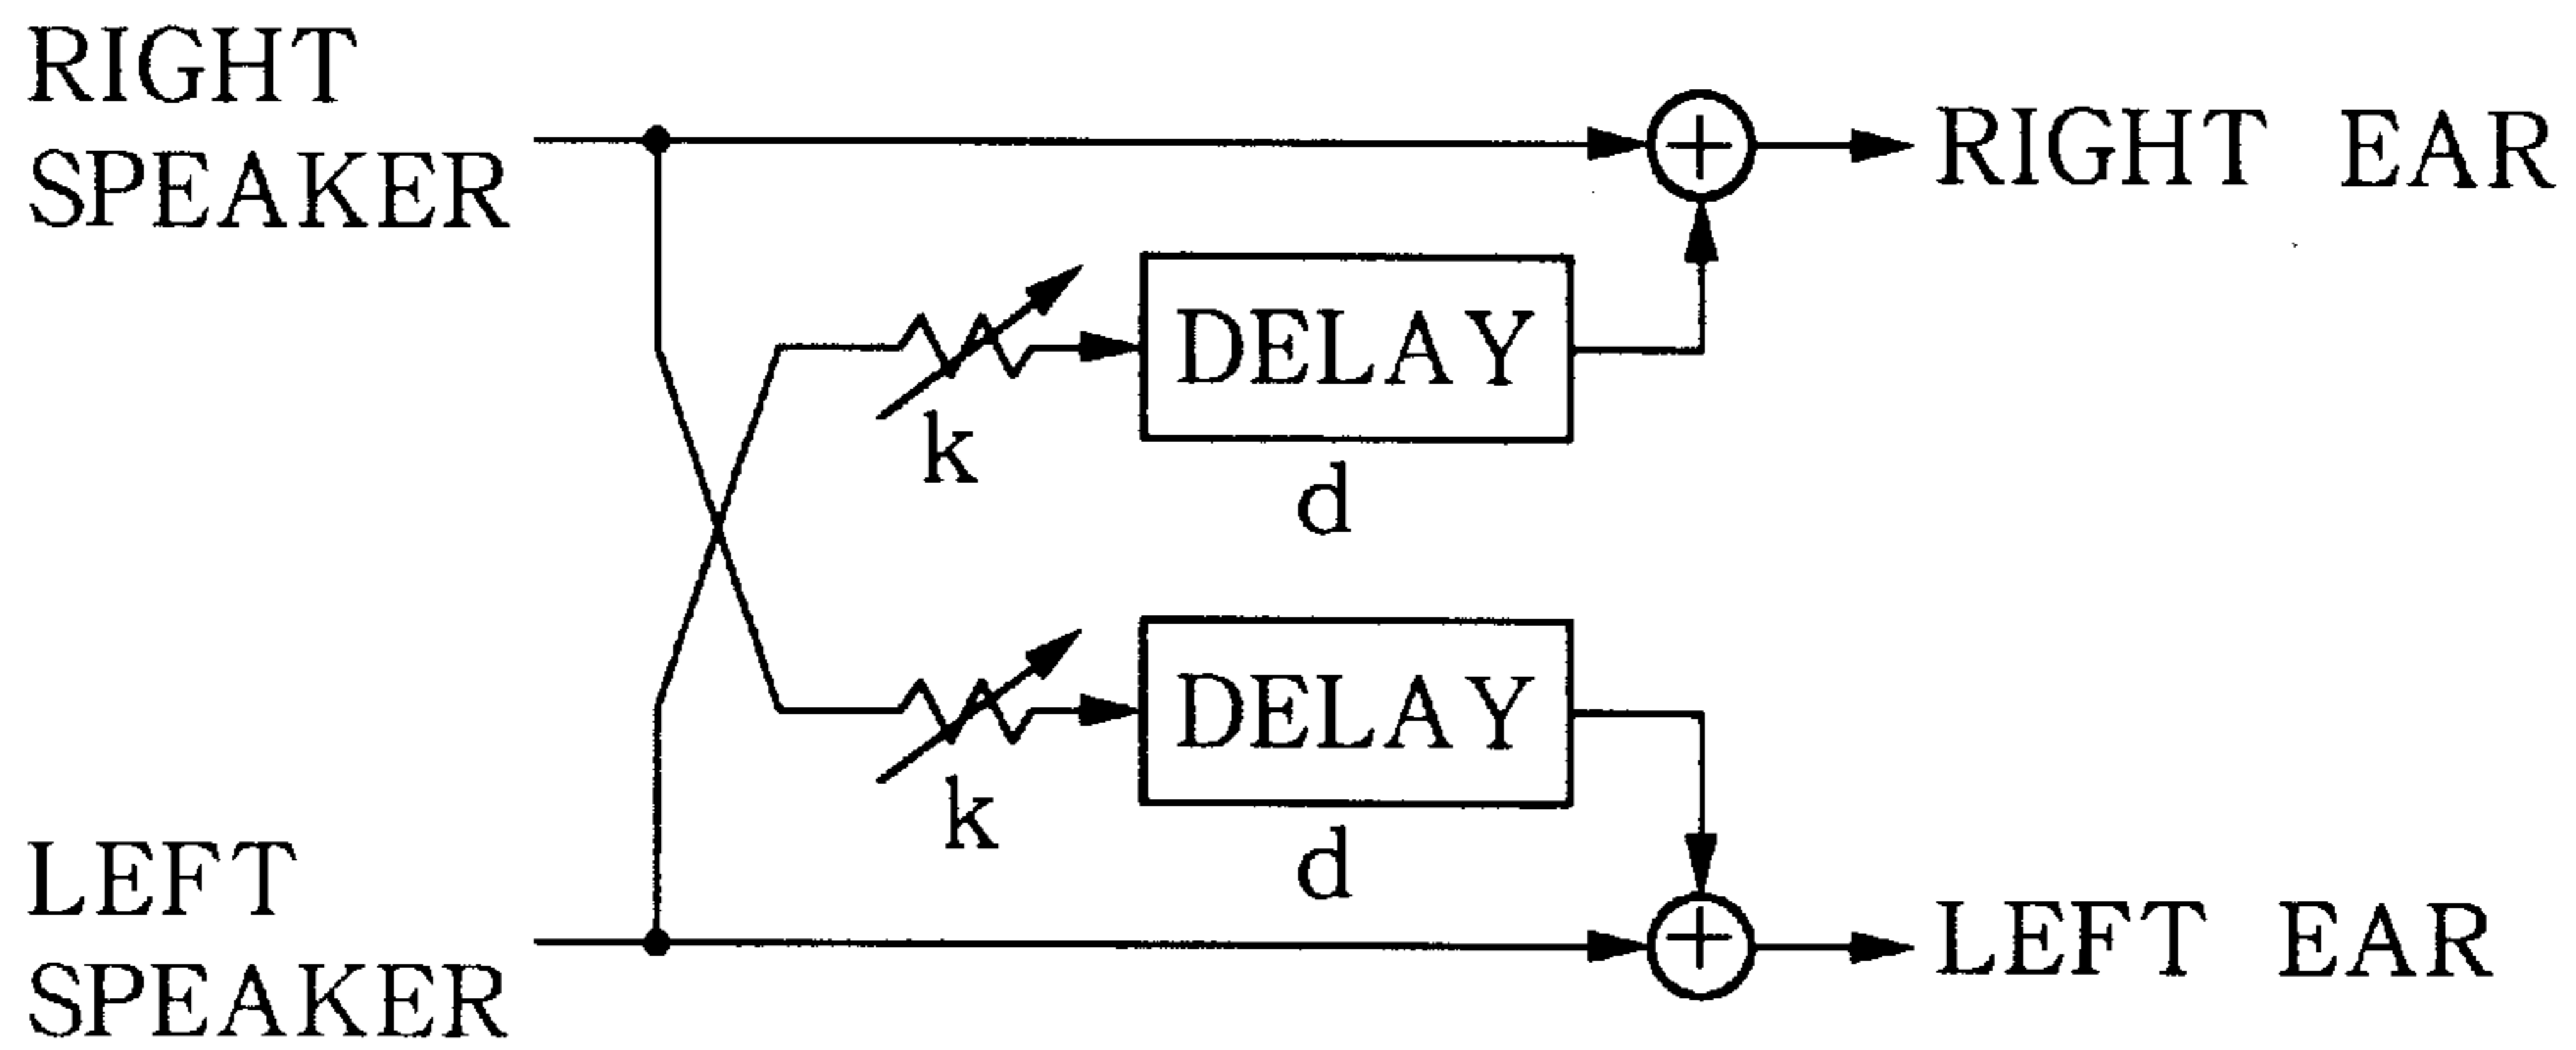 RIGHT
SPEAKER
RIGHT EAR
DELAY
k
d
DELAY
k
d
LEFT
SPEAKER
LEFT EAR